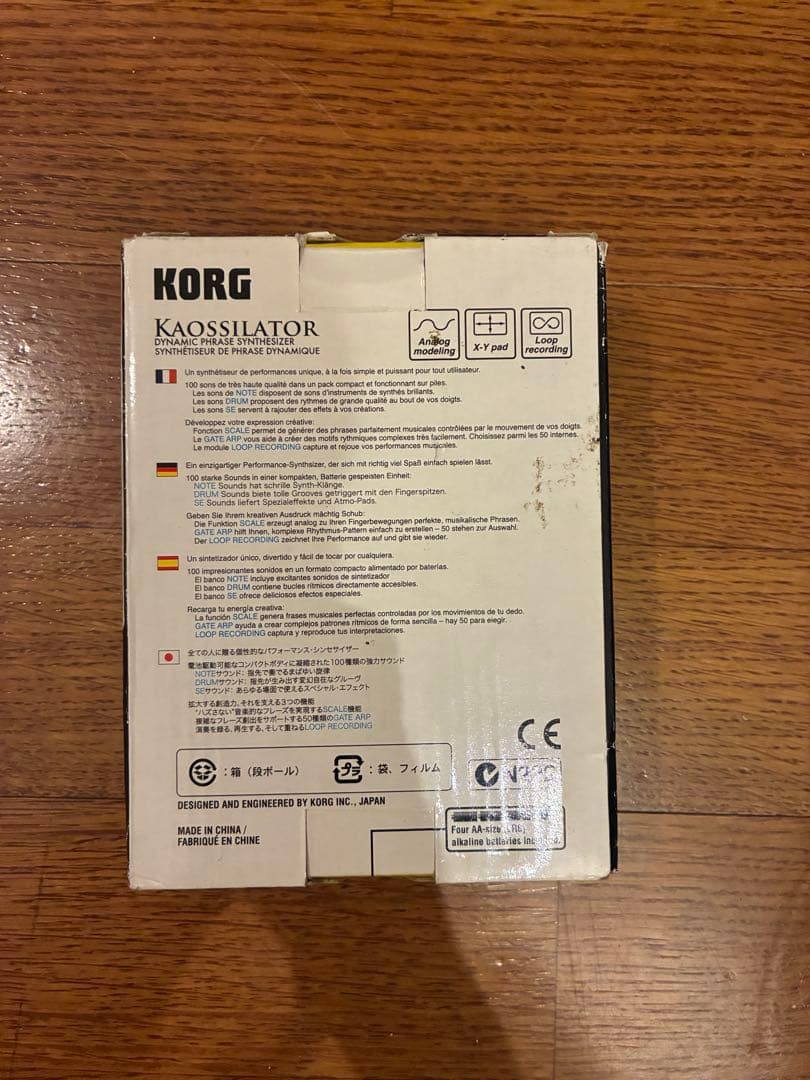 KORG
KAOSSILATOR
DYNAMIC PHRASE SYNTHESIZER
SYNTHÉTISEUR DE PHRASE DYNAMIQUE
Analog
modeling
X-Y pad
Loop
recording
Un synthétiseur de performances unique, à la fois simple et puissant pour tout utilisateur.
100 sons de très haute qualité dans un pack compact et fonctionnant sur piles.
Les sons de NOTE disposent de sons d'instruments de synthés brillants.
Les sons DRUM proposent des rythmes de grande qualité au bout de vos doigts.
Les sons SE servent à rajouter des effets à vos créations.
Développez votre expression créative:
Fonction SCALE permet de générer des phrases parfaitement musicales contrôlées par le mouvement de vos doigts.
Le GATE ARP vous aide à créer des motifs rythmiques complexes très facilement. Choisissez parmi les 50 internes.
Le module LOOP RECORDING capture et rejoue vos performances musicales.
Ein einzigartiger Performance-Synthsizer, der sich mit richtig viel Spaß einfach spielen lässt.
100 starke Sounds in einer kompakten, Batterie gespeisten Einheit:
NOTE Sounds hat schrille Synth-Klänge.
DRUM Sounds biete tolle Grooves getriggert mit den Fingerspitzen.
SE Sounds liefert Spezialeffekte und Atmo-Pads.
Geben Sie Ihrem kreativen Ausdruck mächtig Schub:
Die Funktion SCALE erzeugt analog zu Ihren Fingerbewegungen perfekte, musikalische Phrasen.
GATE ARP hilft Ihnen, komplexe Rhythmus-Pattern einfach zu erstellen – 50 stehen zur Auswahl.
Der LOOP RECORDING zeichnet Ihre Performance auf und gibt sie wieder.
Un sintetizador único, divertido y fácil de tocar por cualquiera.
100 impresionantes sonidos en un formato compacto alimentado por baterías.
El banco NOTE incluye excitantes sonidos de sintetizador
El banco DRUM contiene bucles rítmicos directamente accesibles.
El banco SE ofrece deliciosos efectos especiales.
Recarga tu energía creativa:
La función SCALE genera frases musicales perfectas controladas por los movimientos de tu dedo.
GATE ARP ayuda a crear complejos patrones rítmicos de forma sencilla – hay 50 para elegir.
LOOP RECORDING captura y reproduce tus interpretaciones.
全ての人に贈る個性的なパフォーマンス・シンセサイザー
電池駆動可能なコンパクトボディに凝縮された100種類の強力サウンド
NOTEサウンド: 指先で奏でるまばゆい旋律
DRUMサウンド: 指先が生み出す変幻自在なグルーヴ
SEサウンド: あらゆる場面で使えるスペシャル・エフェクト
拡大する創造力、それを支える3つの機能
"ハズさない"音楽的なフレーズを実現するSCALE機能
複雑なフレーズ創出をサポートする50種類のGATE ARP
演奏を録る、再生する、そして重ねるLOOP RECORDING
CE
: 箱 (段ボール)
プラ
: 袋、フィルム
DESIGNED AND ENGINEERED BY KORG INC., JAPAN
MADE IN CHINA /
FABRIQUÉ EN CHINE
Four AA-size
alkaline batteries included.